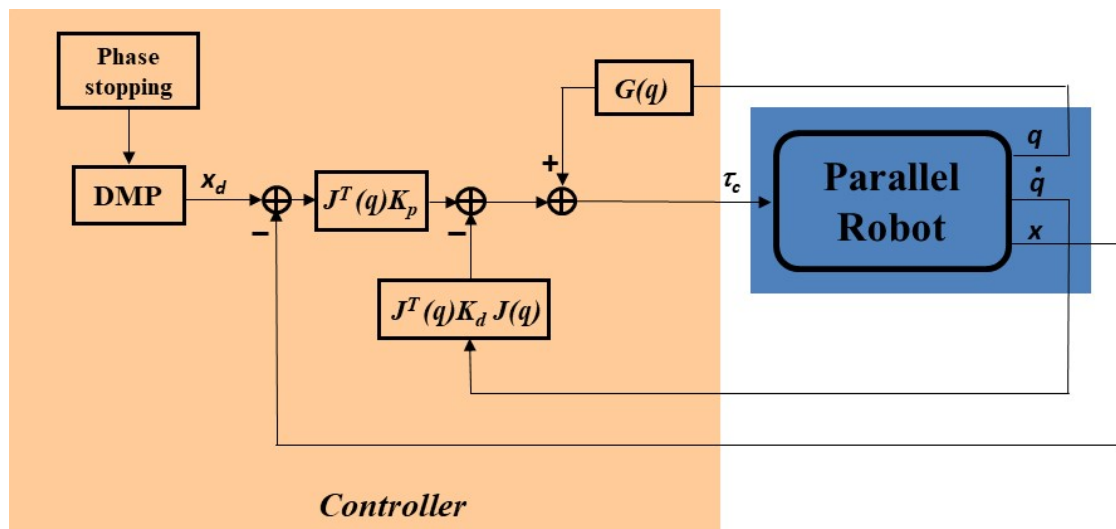 Phase
stopping
G(q)
+
q
DMP
x_d
J^T(q)K_p
τ_c
Parallel
Robot
q̇
x
−
−
J^T(q)K_d J(q)
Controller